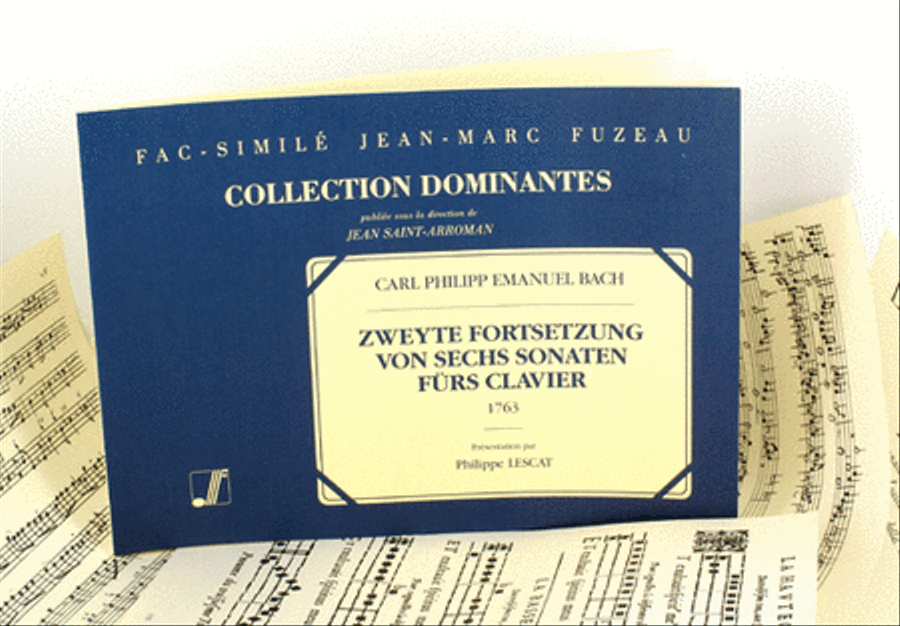 FAC-SIMILÉ JEAN-MARC FUZEAU
COLLECTION DOMINANTES
publiée sous la direction de
JEAN SAINT-ARROMAN
CARL PHILIPP EMANUEL BACH
ZWEYTE FORTSETZUNG
VON SECHS SONATEN
FÜRS CLAVIER
1763
Présentation par
Philippe LESCAT